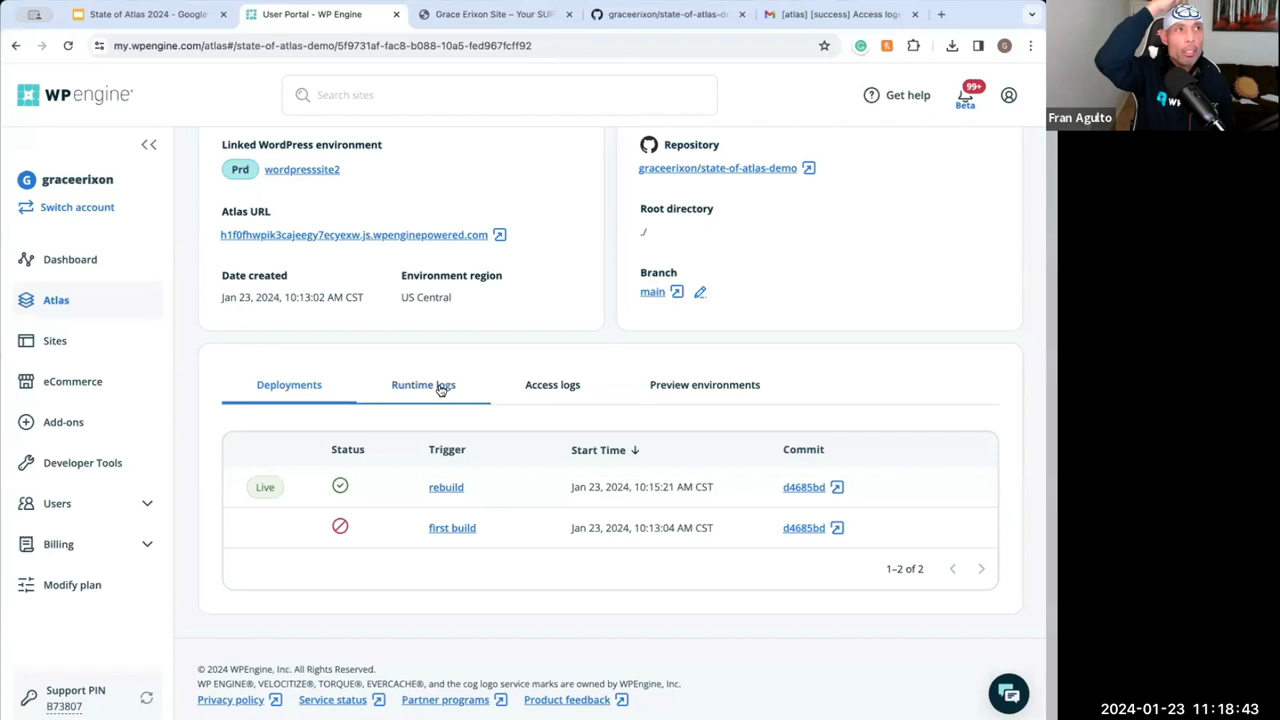 State of Atlas 2024 - Google
User Portal - WP Engine
Grace Erixon Site – Your SUP
graceerixon/state-of-atlas-d
[atlas] [success] Access log
my.wpengine.com/atlas#/state-of-atlas-demo/5f9731af-fac8-b088-10a5-fed967fcff92
G
WPengine
Search sites
Get help
99+
Beta
Fran Agulto
G graceerixon
Switch account
Dashboard
Atlas
Sites
eCommerce
Add-ons
Developer Tools
Users
Billing
Modify plan
Support PIN
B73807
Linked WordPress environment
Prd wordpresssite2
Atlas URL
h1f0fhwpik3cajeegy7ecyexw.js.wpenginepowered.com
Date created
Environment region
Jan 23, 2024, 10:13:02 AM CST
US Central
Repository
graceerixon/state-of-atlas-demo
Root directory
./
Branch
main
Deployments
Runtime logs
Access logs
Preview environments
Status Trigger Start Time ↓ Commit
Live rebuild Jan 23, 2024, 10:15:21 AM CST d4685bd
first build Jan 23, 2024, 10:13:04 AM CST d4685bd
1–2 of 2
© 2024 WPEngine, Inc. All Rights Reserved.
WP ENGINE®, VELOCITIZE®, TORQUE®, EVERCACHE®, and the cog logo service marks are owned by WPEngine, Inc.
Privacy policy Service status Partner programs Product feedback
2024-01-23 11:18:43